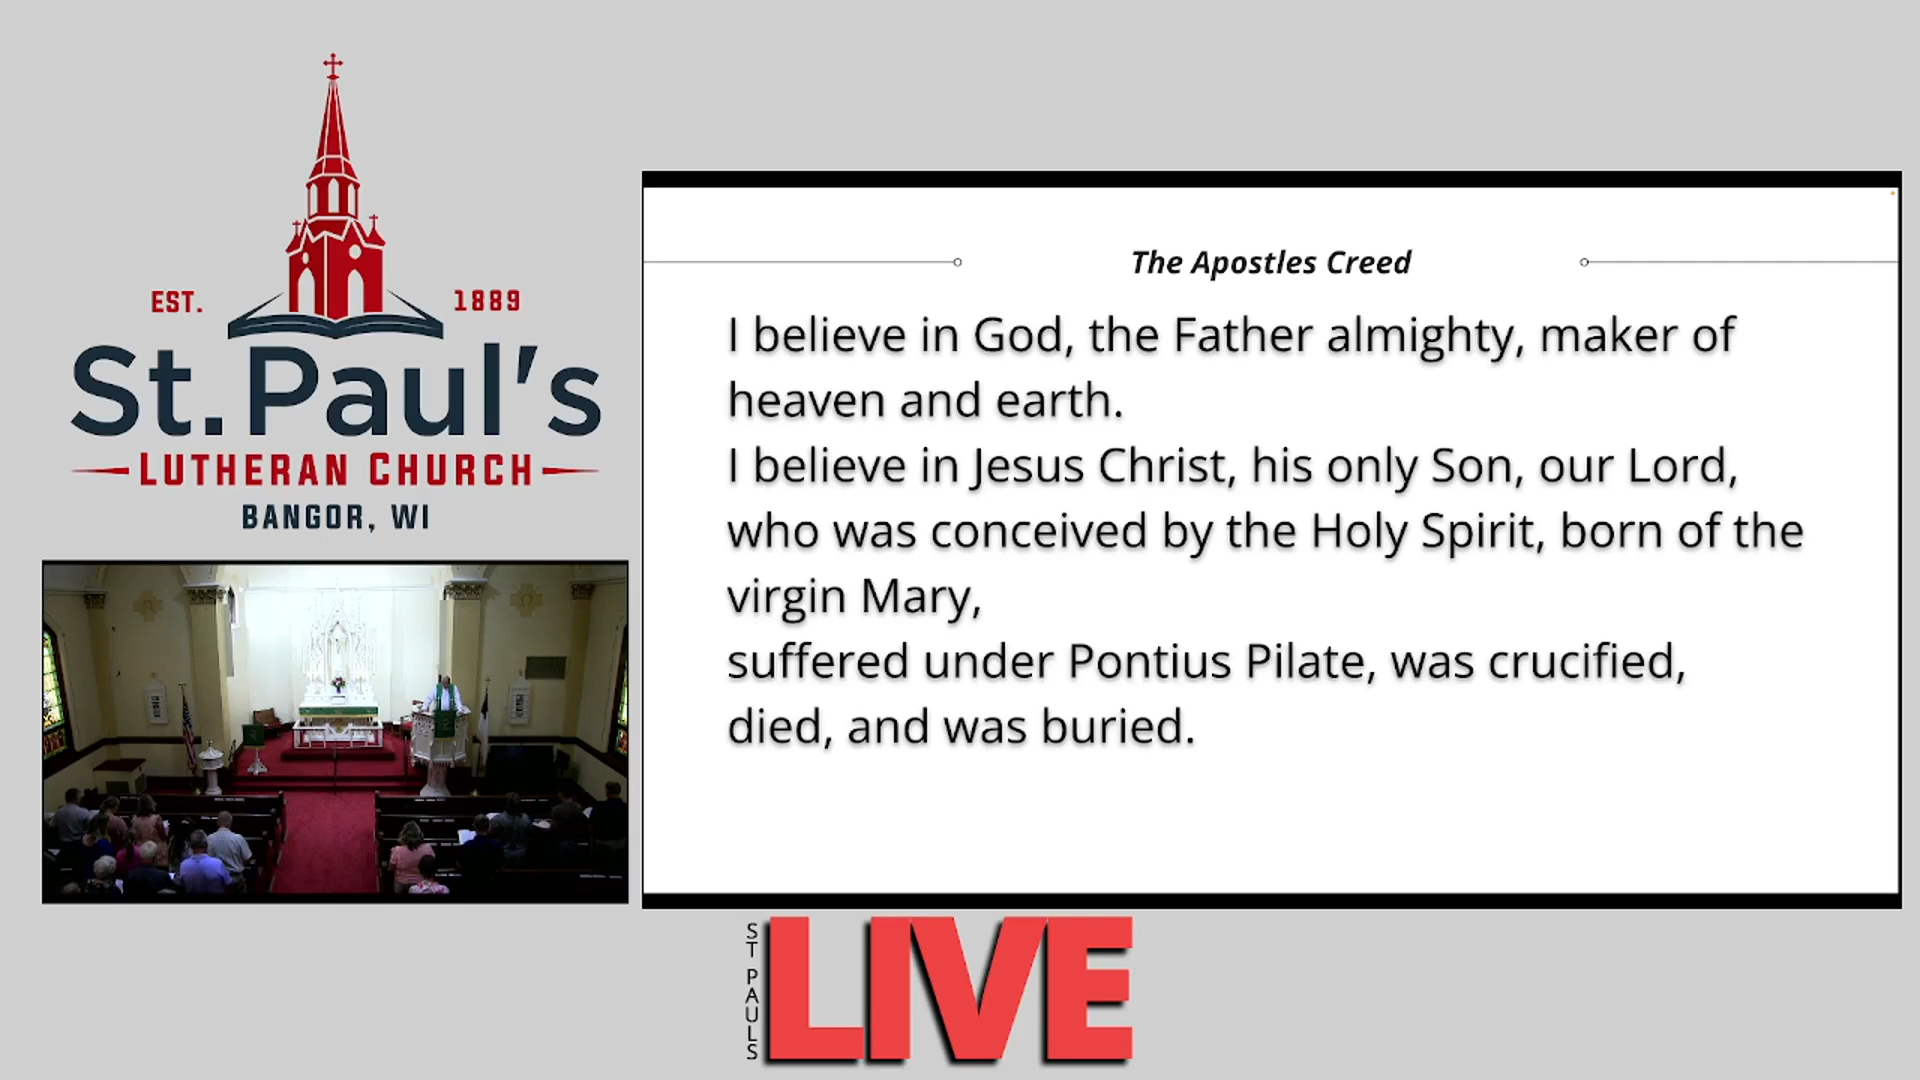 EST. 1889
St. Paul's
LUTHERAN CHURCH
BANGOR, WI
The Apostles Creed
I believe in God, the Father almighty, maker of
heaven and earth.
I believe in Jesus Christ, his only Son, our Lord,
who was conceived by the Holy Spirit, born of the
virgin Mary,
suffered under Pontius Pilate, was crucified,
died, and was buried.
ST PAULS
LIVE